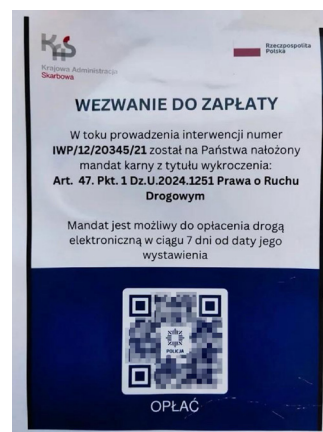 KAS
Krajowa Administracja
Skarbowa
Rzeczpospolita
Polska
WEZWANIE DO ZAPŁATY
W toku prowadzenia interwencji numer
IWP/12/20345/21 został na Państwa nałożony
mandat karny z tytułu wykroczenia:
Art. 47. Pkt. 1 Dz.U.2024.1251 Prawa o Ruchu
Drogowym
Mandat jest możliwy do opłacenia drogą
elektroniczną w ciągu 7 dni od daty jego
wystawienia
POLICJA
OPŁAĆ